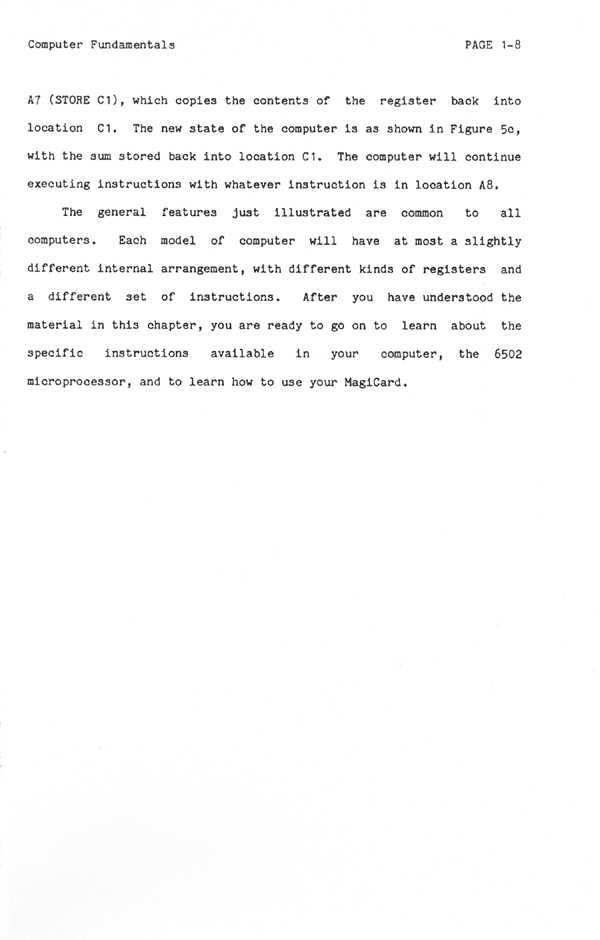 Computer Fundamentals PAGE 1-8
A7 (STORE C1), which copies the contents of the register back into
location C1. The new state of the computer is as shown in Figure 5c,
with the sum stored back into location C1. The computer will continue
executing instructions with whatever instruction is in location A8.
The general features just illustrated are common to all
computers. Each model of computer will have at most a slightly
different internal arrangement, with different kinds of registers and
a different set of instructions. After you have understood the
material in this chapter, you are ready to go on to learn about the
specific instructions available in your computer, the 6502
microprocessor, and to learn how to use your MagiCard.